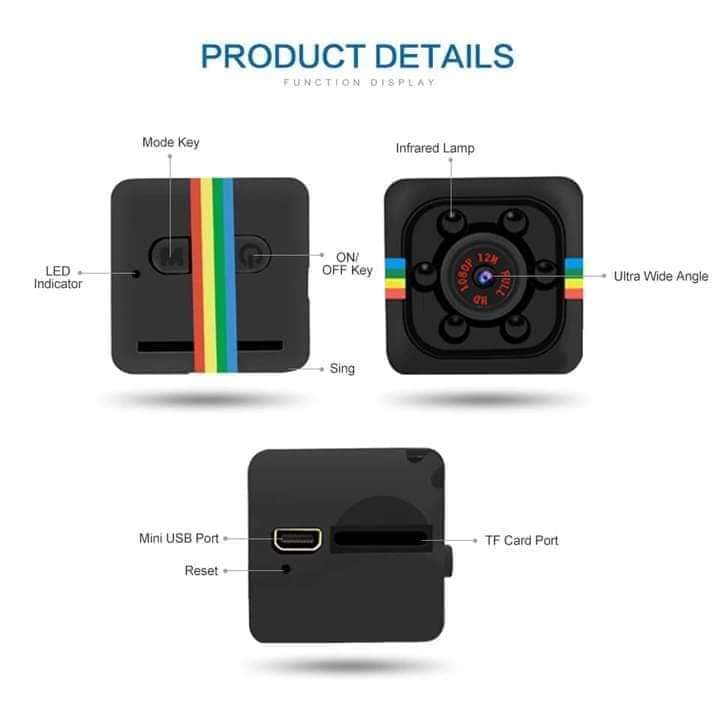 PRODUCT DETAILS
FUNCTION DISPLAY
Mode Key
Infrared Lamp
M
LED
Indicator
ON/
OFF Key
1080P 12M
FULL HD
Ultra Wide Angle
Sing
Mini USB Port
TF Card Port
Reset